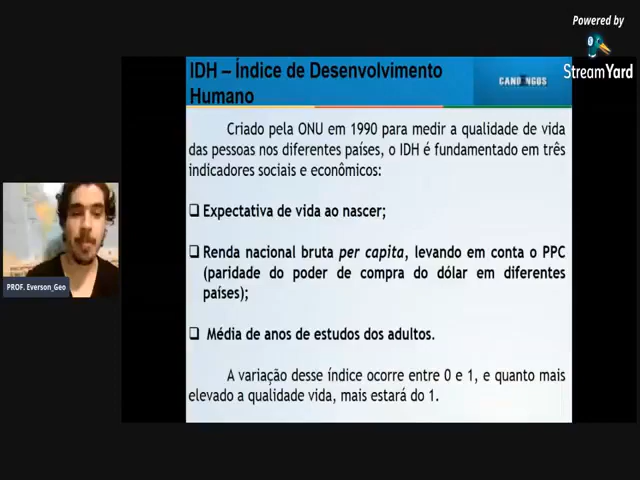 Powered by
StreamYard
IDH – Índice de Desenvolvimento
Humano
CANDANGOS
Criado pela ONU em 1990 para medir a qualidade de vida
das pessoas nos diferentes países, o IDH é fundamentado em três
indicadores sociais e econômicos:
❑ Expectativa de vida ao nascer;
❑ Renda nacional bruta per capita, levando em conta o PPC
(paridade do poder de compra do dólar em diferentes
países);
❑ Média de anos de estudos dos adultos.
A variação desse índice ocorre entre 0 e 1, e quanto mais
elevado a qualidade vida, mais estará do 1.
PROF. Everson_Geo